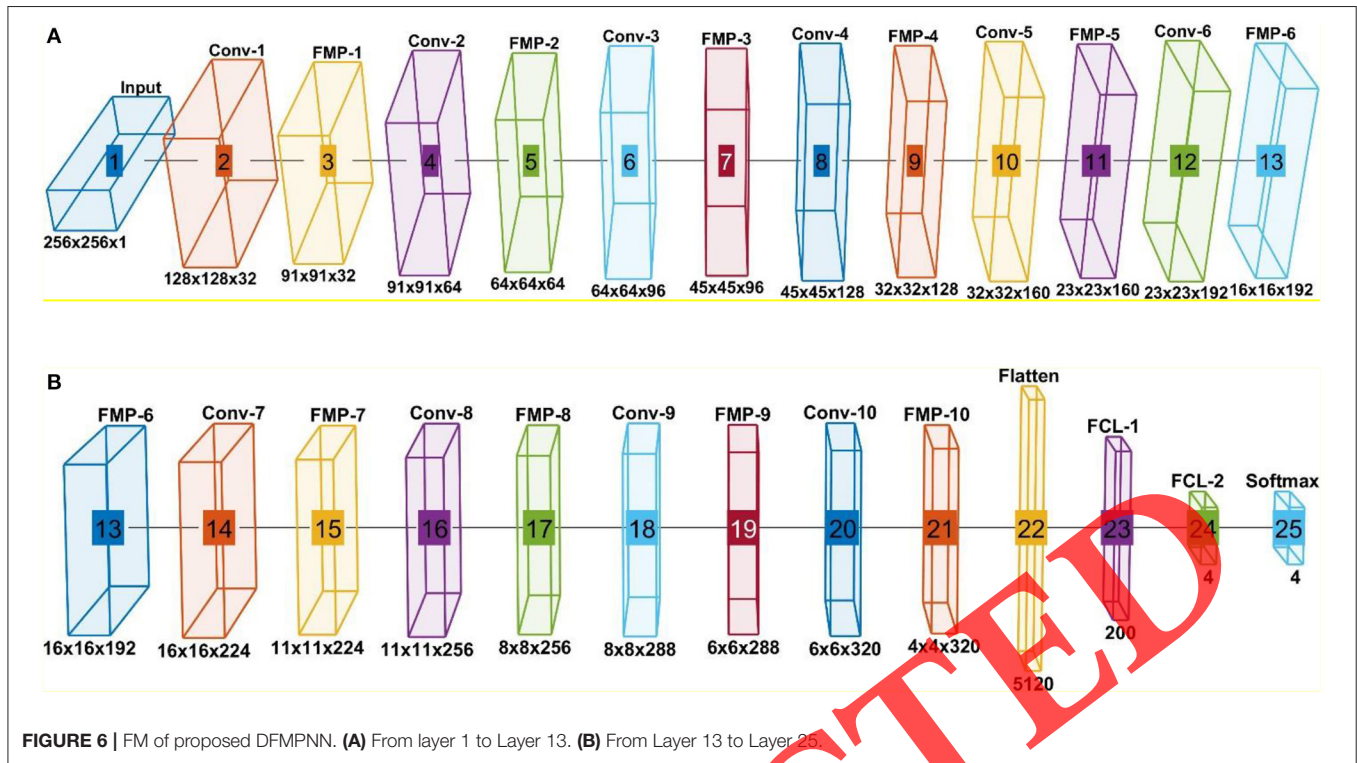 A
Input
Conv-1
FMP-1
Conv-2
FMP-2
Conv-3
FMP-3
Conv-4
FMP-4
Conv-5
FMP-5
Conv-6
FMP-6
1
2
3
4
5
6
7
8
9
10
11
12
13
256x256x1
128x128x32
91x91x32
91x91x64
64x64x64
64x64x96
45x45x96
45x45x128
32x32x128
32x32x160
23x23x160
23x23x192
16x16x192
B
FMP-6
Conv-7
FMP-7
Conv-8
FMP-8
Conv-9
FMP-9
Conv-10
FMP-10
Flatten
FCL-1
FCL-2
Softmax
13
14
15
16
17
18
19
20
21
22
23
24
25
16x16x192
16x16x224
11x11x224
11x11x256
8x8x256
8x8x288
6x6x288
6x6x320
4x4x320
5120
200
4
4
FIGURE 6 | FM of proposed DFMPNN. (A) From layer 1 to Layer 13. (B) From Layer 13 to Layer 25.
TED